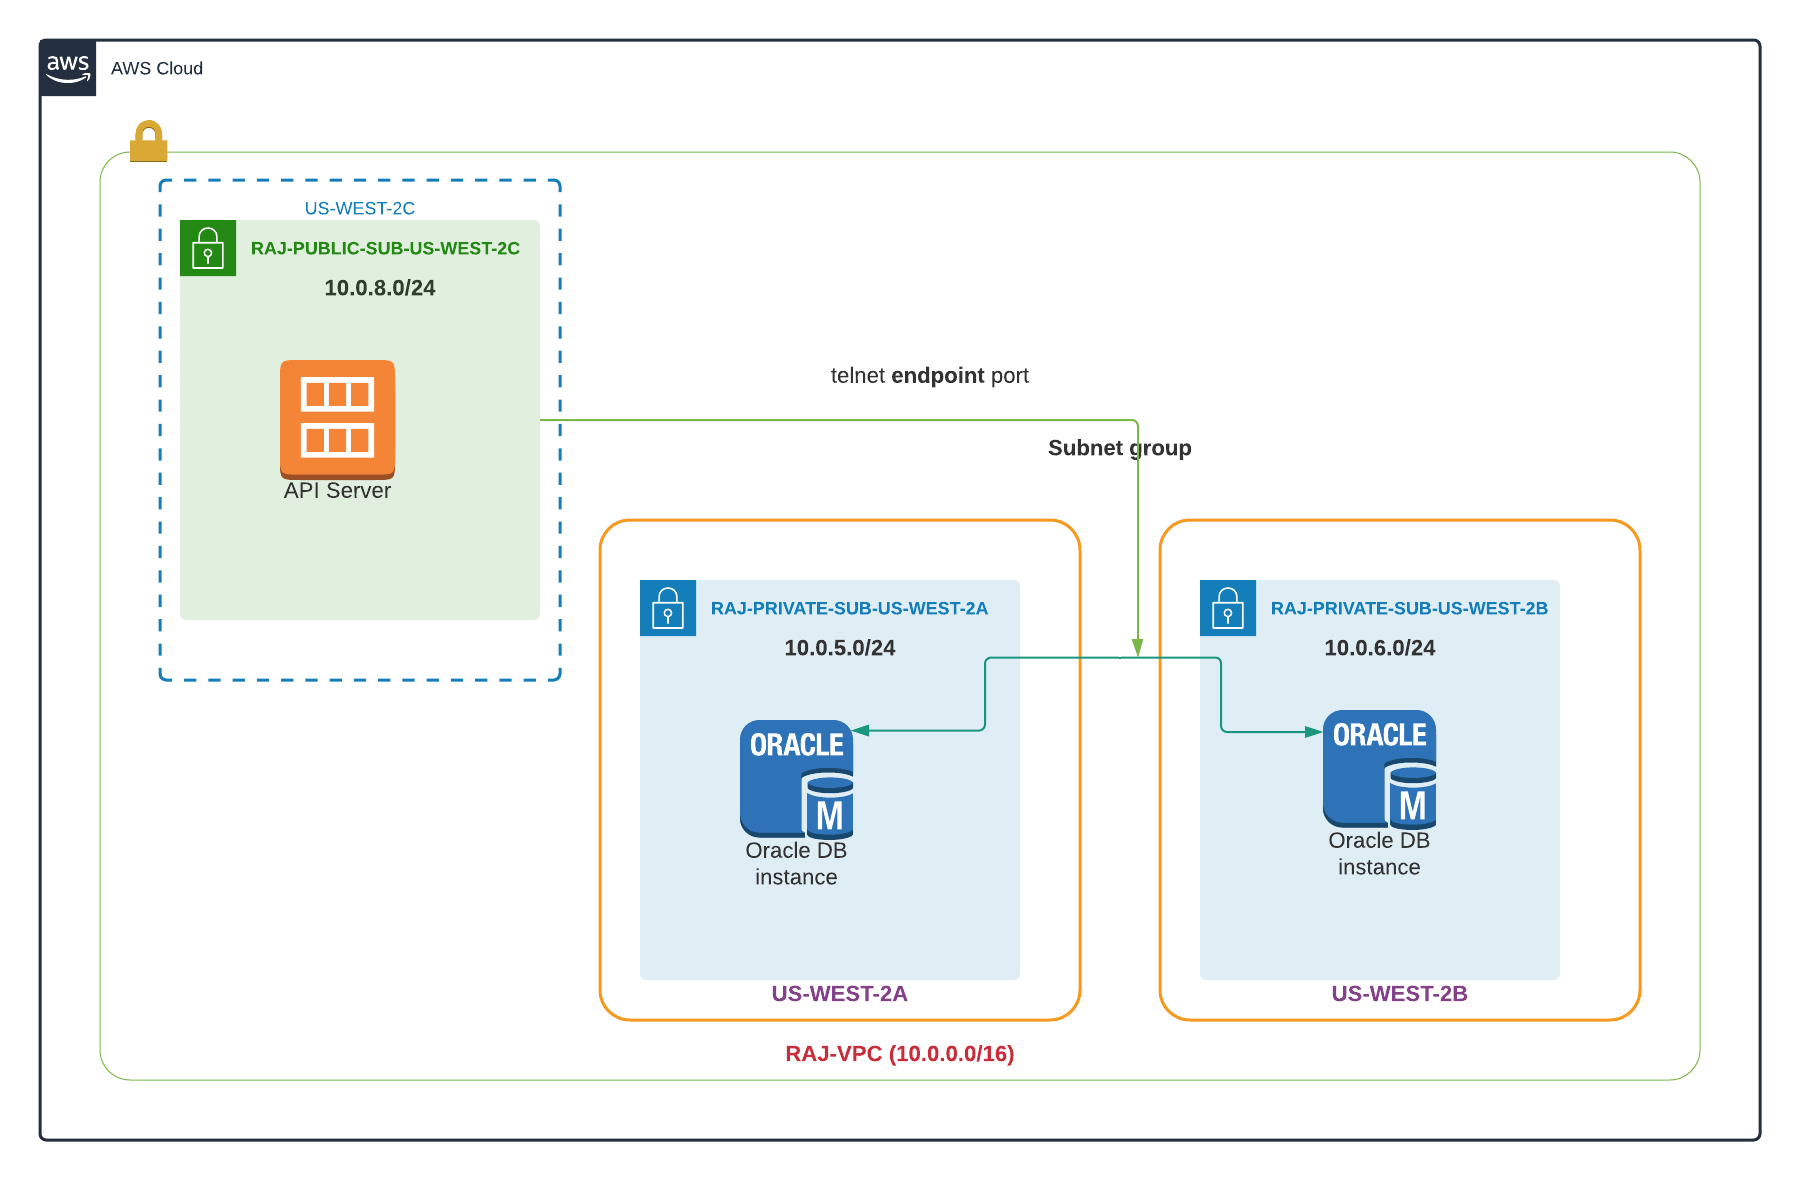 aws
AWS Cloud
US-WEST-2C
RAJ-PUBLIC-SUB-US-WEST-2C
10.0.8.0/24
API Server
telnet endpoint port
Subnet group
RAJ-PRIVATE-SUB-US-WEST-2A
10.0.5.0/24
ORACLE
M
Oracle DB
instance
US-WEST-2A
RAJ-PRIVATE-SUB-US-WEST-2B
10.0.6.0/24
ORACLE
M
Oracle DB
instance
US-WEST-2B
RAJ-VPC (10.0.0.0/16)